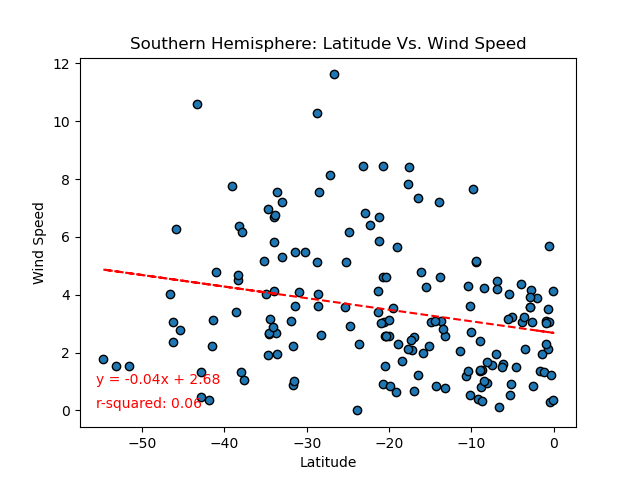 Southern Hemisphere: Latitude Vs. Wind Speed
12
10
8
6
4
2
0
Wind Speed
y = -0.04x + 2.68
r-squared: 0.06
−50 −40 −30 −20 −10 0
Latitude